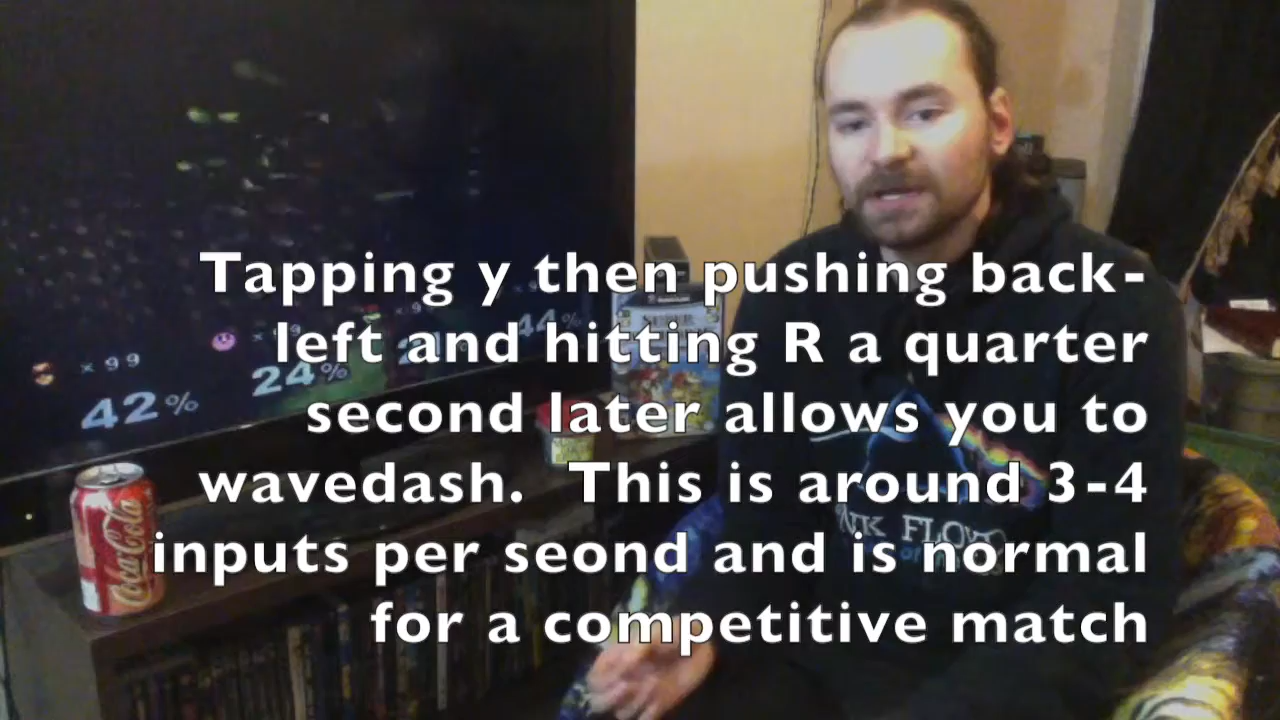 Tapping y then pushing back-
left and hitting R a quarter
second later allows you to
wavedash. This is around 3-4
inputs per seond and is normal
for a competitive match
× 99
42%
24%
44%
Coca-Cola
SUPER
PINK FLOYD